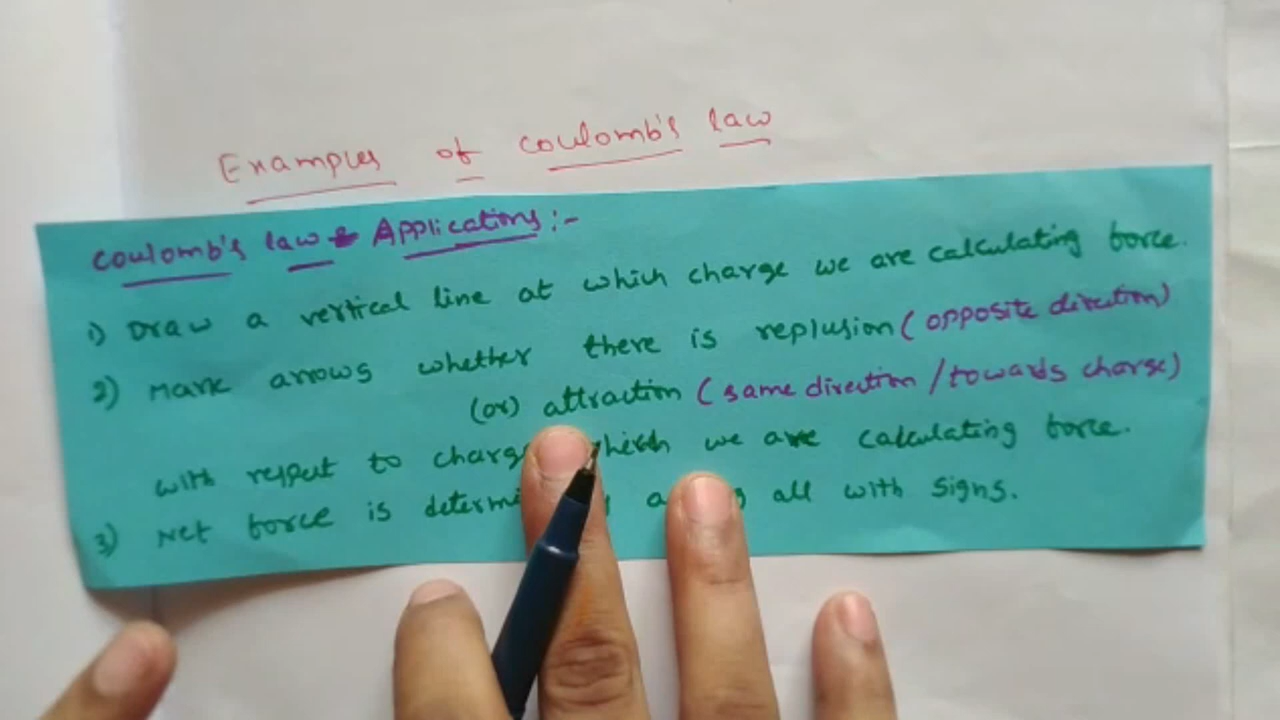 Examples of coulomb's law
coulomb's law Applications :-
1) Draw a vertical line at which charge we are calculating force.
2) Mark arrows whether there is replusion ( opposite direction)
(or) attraction ( same direction / towards charge)
with respect to charge which we are calculating force.
3) Net force is all with signs.